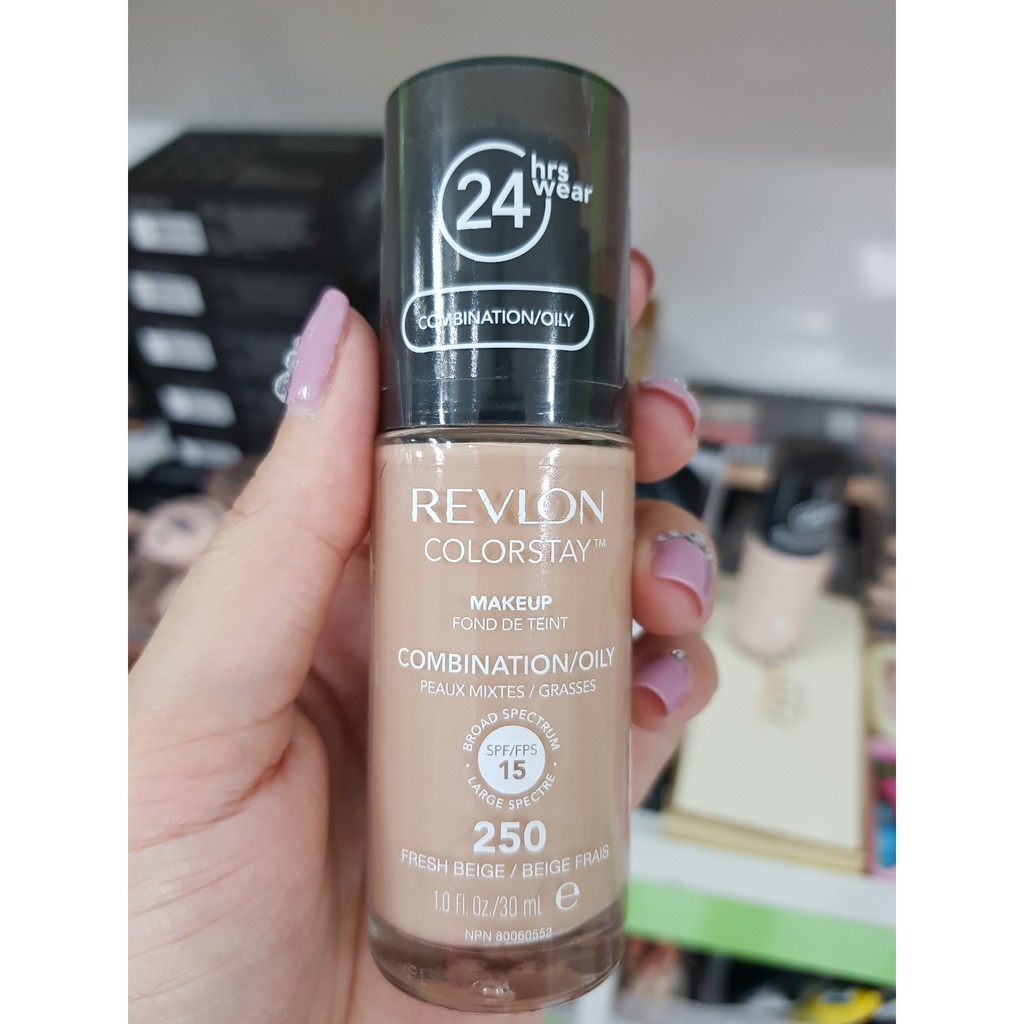 24 hrs wear
COMBINATION/OILY
REVLON
COLORSTAY™
MAKEUP
FOND DE TEINT
COMBINATION/OILY
PEAUX MIXTES / GRASSES
BROAD SPECTRUM
SPF/FPS
15
• LARGE SPECTRE •
250
FRESH BEIGE / BEIGE FRAIS
1.0 Fl. Oz./30 mL e
NPN 80060552